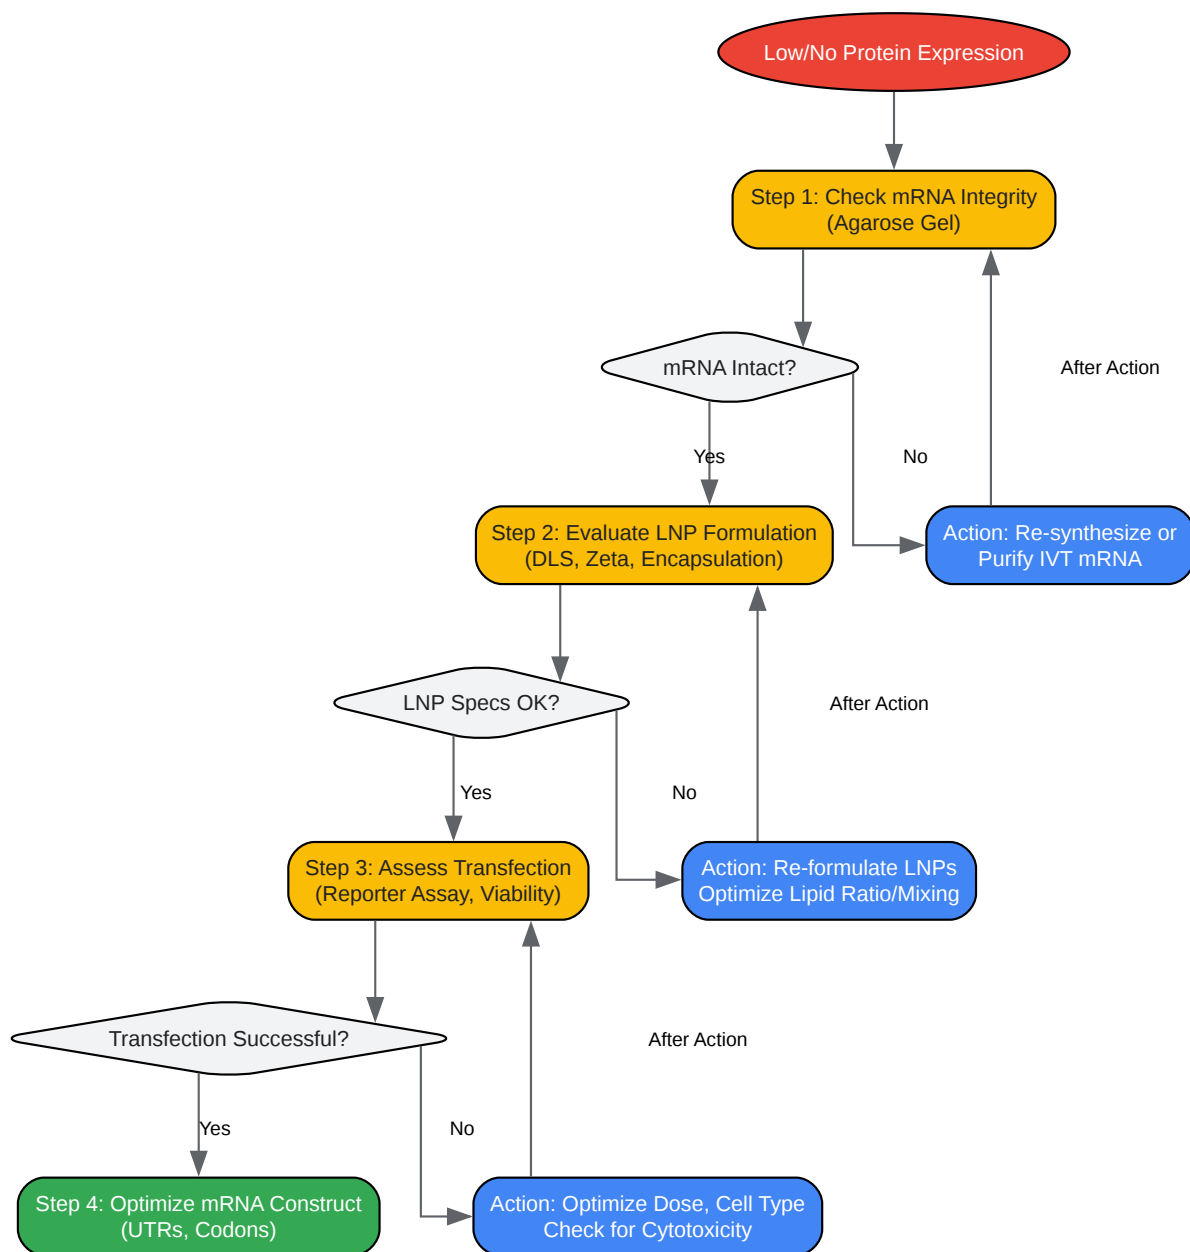 Low/No Protein Expression
Step 1: Check mRNA Integrity
(Agarose Gel)
mRNA Intact?
After Action
Yes
No
Step 2: Evaluate LNP Formulation
(DLS, Zeta, Encapsulation)
Action: Re-synthesize or
Purify IVT mRNA
LNP Specs OK?
After Action
Yes
No
Step 3: Assess Transfection
(Reporter Assay, Viability)
Action: Re-formulate LNPs
Optimize Lipid Ratio/Mixing
Transfection Successful?
After Action
Yes
No
Step 4: Optimize mRNA Construct
(UTRs, Codons)
Action: Optimize Dose, Cell Type
Check for Cytotoxicity